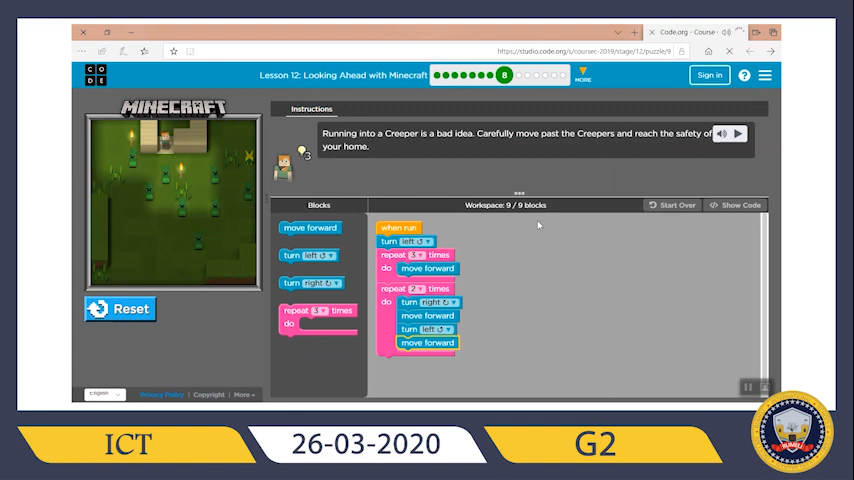 Code.org - Course
https://studio.code.org/s/coursec-2019/stage/12/puzzle/9
CODE
Lesson 12: Looking Ahead with Minecraft
8
MORE
Sign in
?
MINECRAFT
Instructions
Running into a Creeper is a bad idea. Carefully move past the Creepers and reach the safety of
your home.
3
Blocks
Workspace: 9 / 9 blocks
Start Over
</> Show Code
move forward
turn left ↺ ▾
turn right ↻ ▾
repeat 3 ▾ times
do
when run
turn left ↺ ▾
repeat 3 ▾ times
do move forward
repeat 2 ▾ times
do turn right ↻ ▾
move forward
turn left ↺ ▾
move forward
Reset
English
Privacy Policy | Copyright | More
ICT
26-03-2020
G2